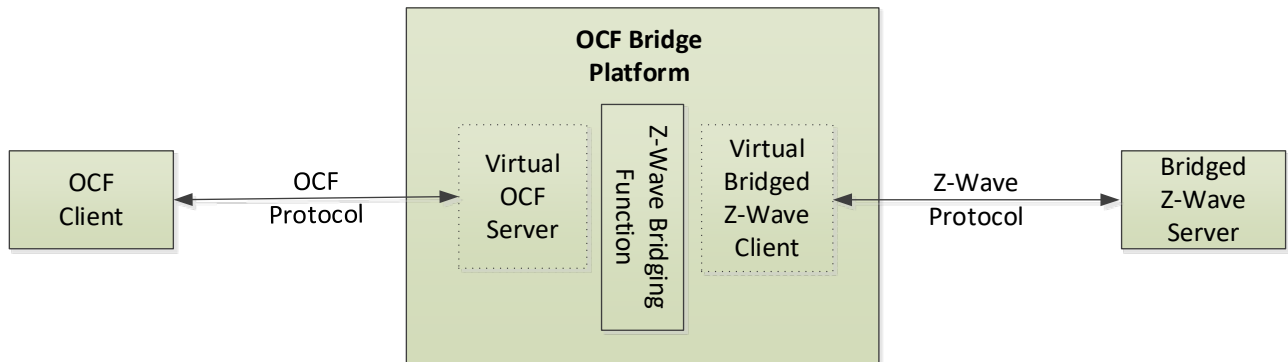 OCF Bridge
Platform
OCF
Client
OCF
Protocol
Virtual
OCF
Server
Z-Wave Bridging
Function
Virtual
Bridged
Z-Wave
Client
Z-Wave
Protocol
Bridged
Z-Wave
Server